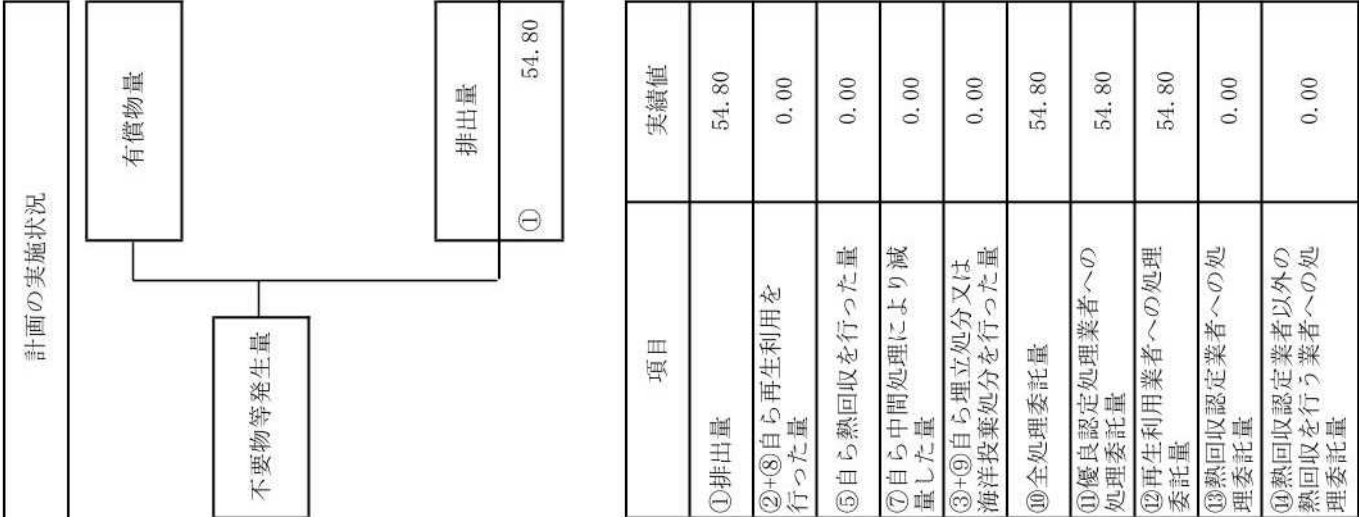 計画の実施状況
有償物量
不要物等発生量
排出量
① 54.80
項目 実績値
①排出量 54.80
②+⑧自ら再生利用を
行った量 0.00
⑤自ら熱回収を行った量 0.00
⑦自ら中間処理により減
量した量 0.00
③+⑨自ら埋立処分又は
海洋投棄処分を行った量 0.00
⑩全処理委託量 54.80
⑪優良認定処理業者への
処理委託量 54.80
⑫再生利用業者への処理
委託量 54.80
⑬熱回収認定業者への処
理委託量 0.00
⑭熱回収認定業者以外の
熱回収を行う業者への処
理委託量 0.00